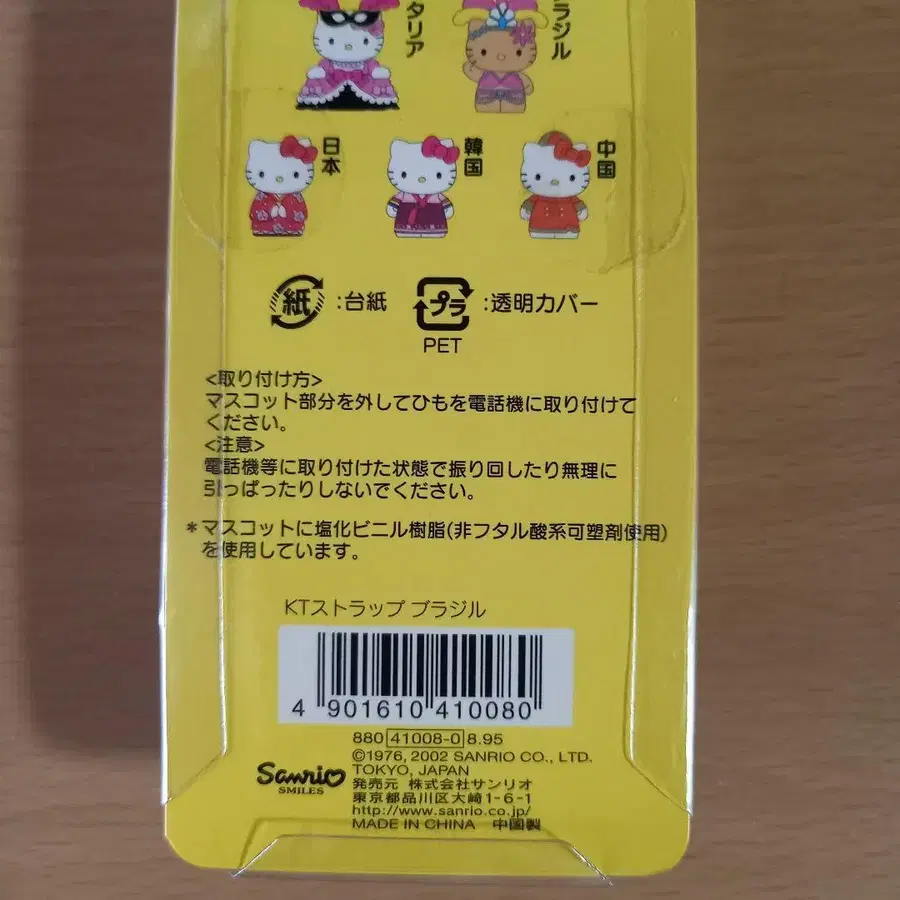 タリア
ラジル
日本
韓国
中国
紙 :台紙
プラ :透明カバー
PET
<取り付け方>
マスコット部分を外してひもを電話機に取り付けて
ください。
<注意>
電話機等に取り付けた状態で振り回したり無理に
引っぱったりしないでください。
*マスコットに塩化ビニル樹脂(非フタル酸系可塑剤使用)
を使用しています。
KTストラップ ブラジル
4 901610 410080
880 41008-0 8.95
©1976, 2002 SANRIO CO., LTD.
TOKYO, JAPAN
Sanrio
SMILES
発売元 株式会社サンリオ
東京都品川区大崎1-6-1
http://www.sanrio.co.jp/
MADE IN CHINA 中国製